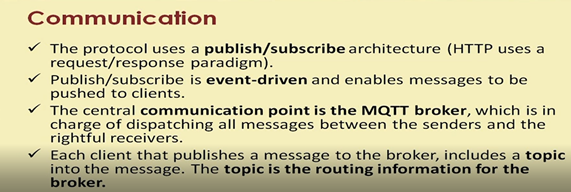 Communication
✓ The protocol uses a publish/subscribe architecture (HTTP uses a
request/response paradigm).
✓ Publish/subscribe is event-driven and enables messages to be
pushed to clients.
✓ The central communication point is the MQTT broker, which is in
charge of dispatching all messages between the senders and the
rightful receivers.
✓ Each client that publishes a message to the broker, includes a topic
into the message. The topic is the routing information for the
broker.